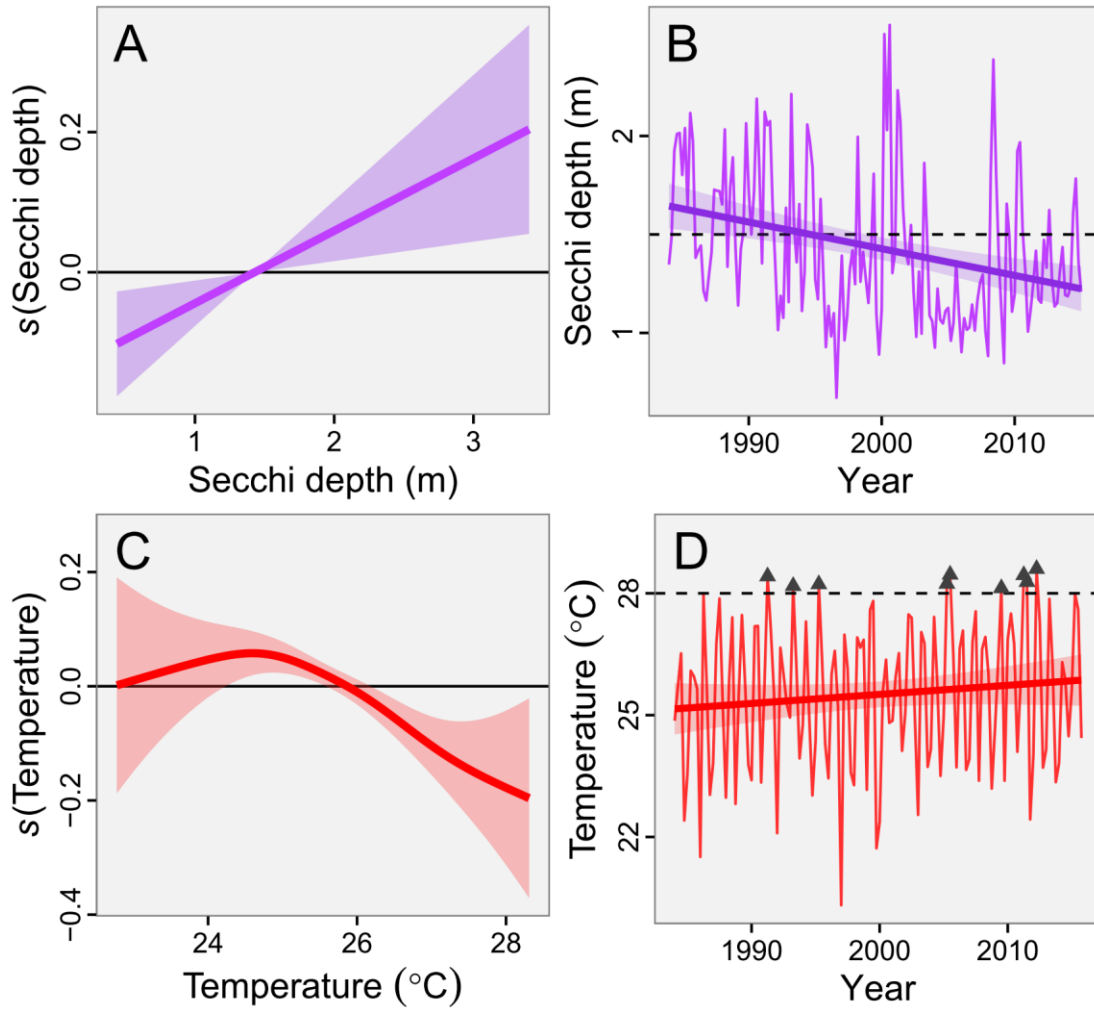 A
s(Secchi depth)
0.2
0.0
1 2 3
Secchi depth (m)
B
Secchi depth (m)
2
1
1990 2000 2010
Year
C
s(Temperature)
0.2
0.0
−0.2
−0.4
24 26 28
Temperature (°C)
D
Temperature (°C)
28
25
22
1990 2000 2010
Year